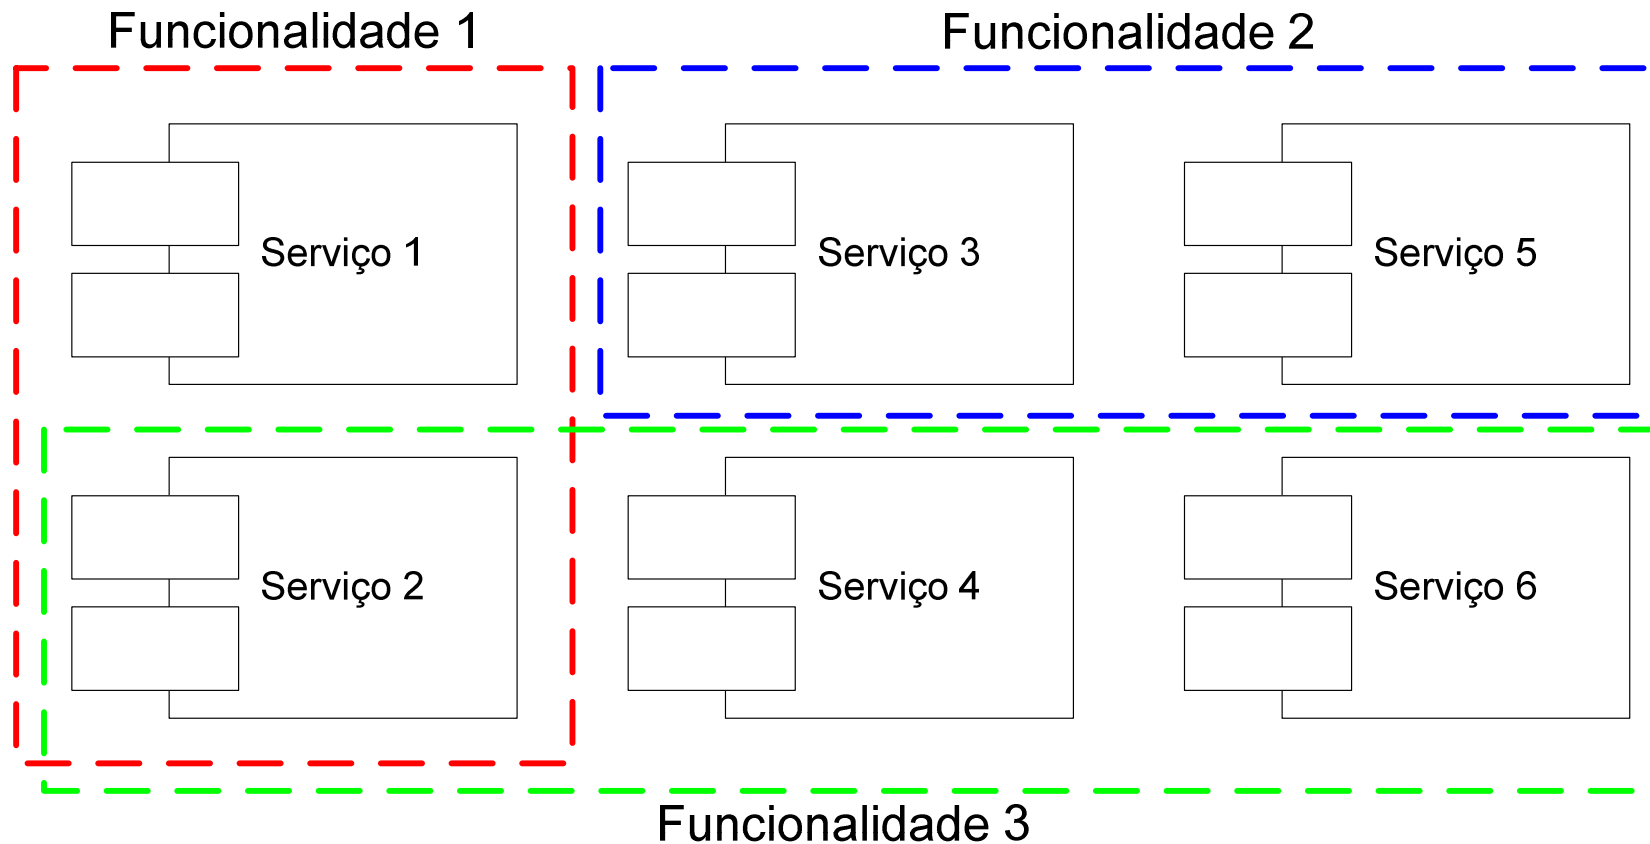 Funcionalidade 1
Funcionalidade 2
Serviço 1
Serviço 3
Serviço 5
Serviço 2
Serviço 4
Serviço 6
Funcionalidade 3